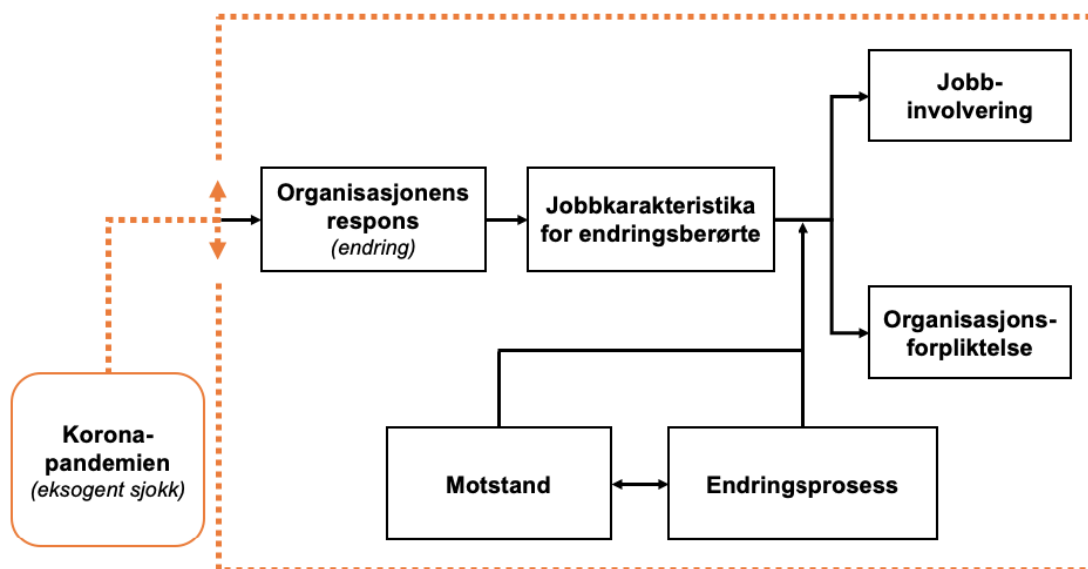 Jobb-
involvering
Organisasjonens
respons
(endring)
Jobbkarakteristika
for endringsberørte
Organisasjons-
forpliktelse
Korona-
pandemien
(eksogent sjokk)
Motstand
Endringsprosess